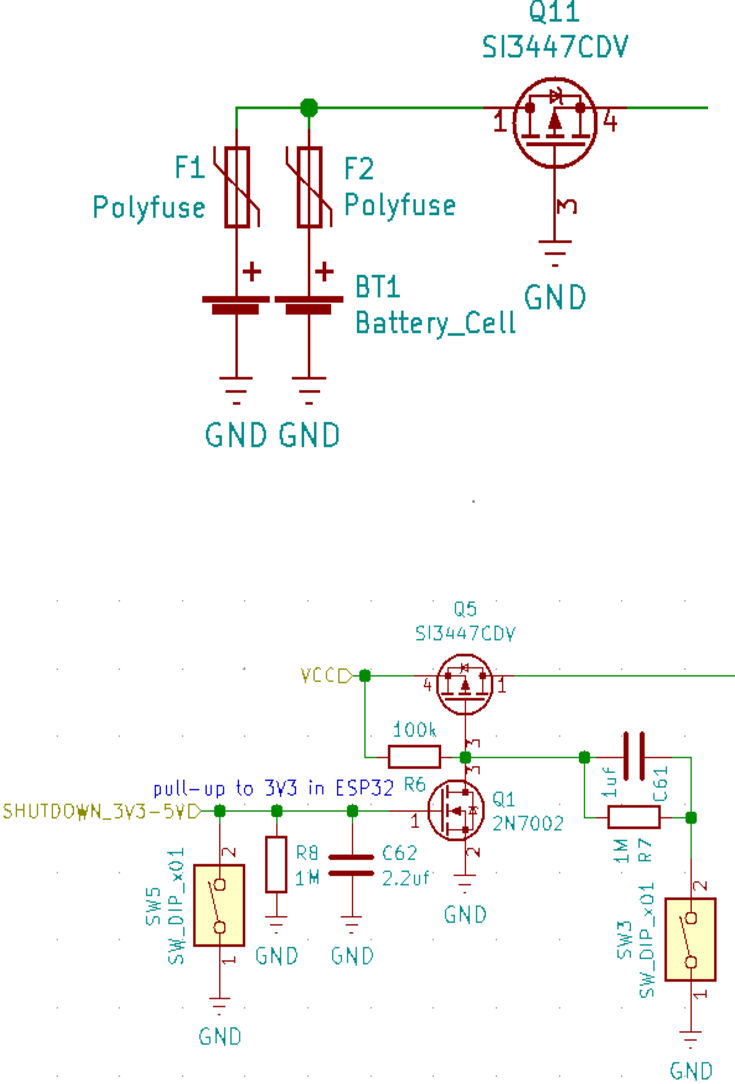 Q11
SI3447CDV
1
4
3
F1
Polyfuse
F2
Polyfuse
+
+
BT1
Battery_Cell
GND
GND
GND
Q5
SI3447CDV
VCC
4
1
3
100k
R6
pull-up to 3V3 in ESP32
SHUTDOWN_3V3-5V
3
1
Q1
2N7002
2
GND
1uf
C61
1M
R7
2
SW5
SW_DIP_x01
1
GND
R8
1M
GND
C62
2.2uf
GND
2
SW3
SW_DIP_x01
1
GND